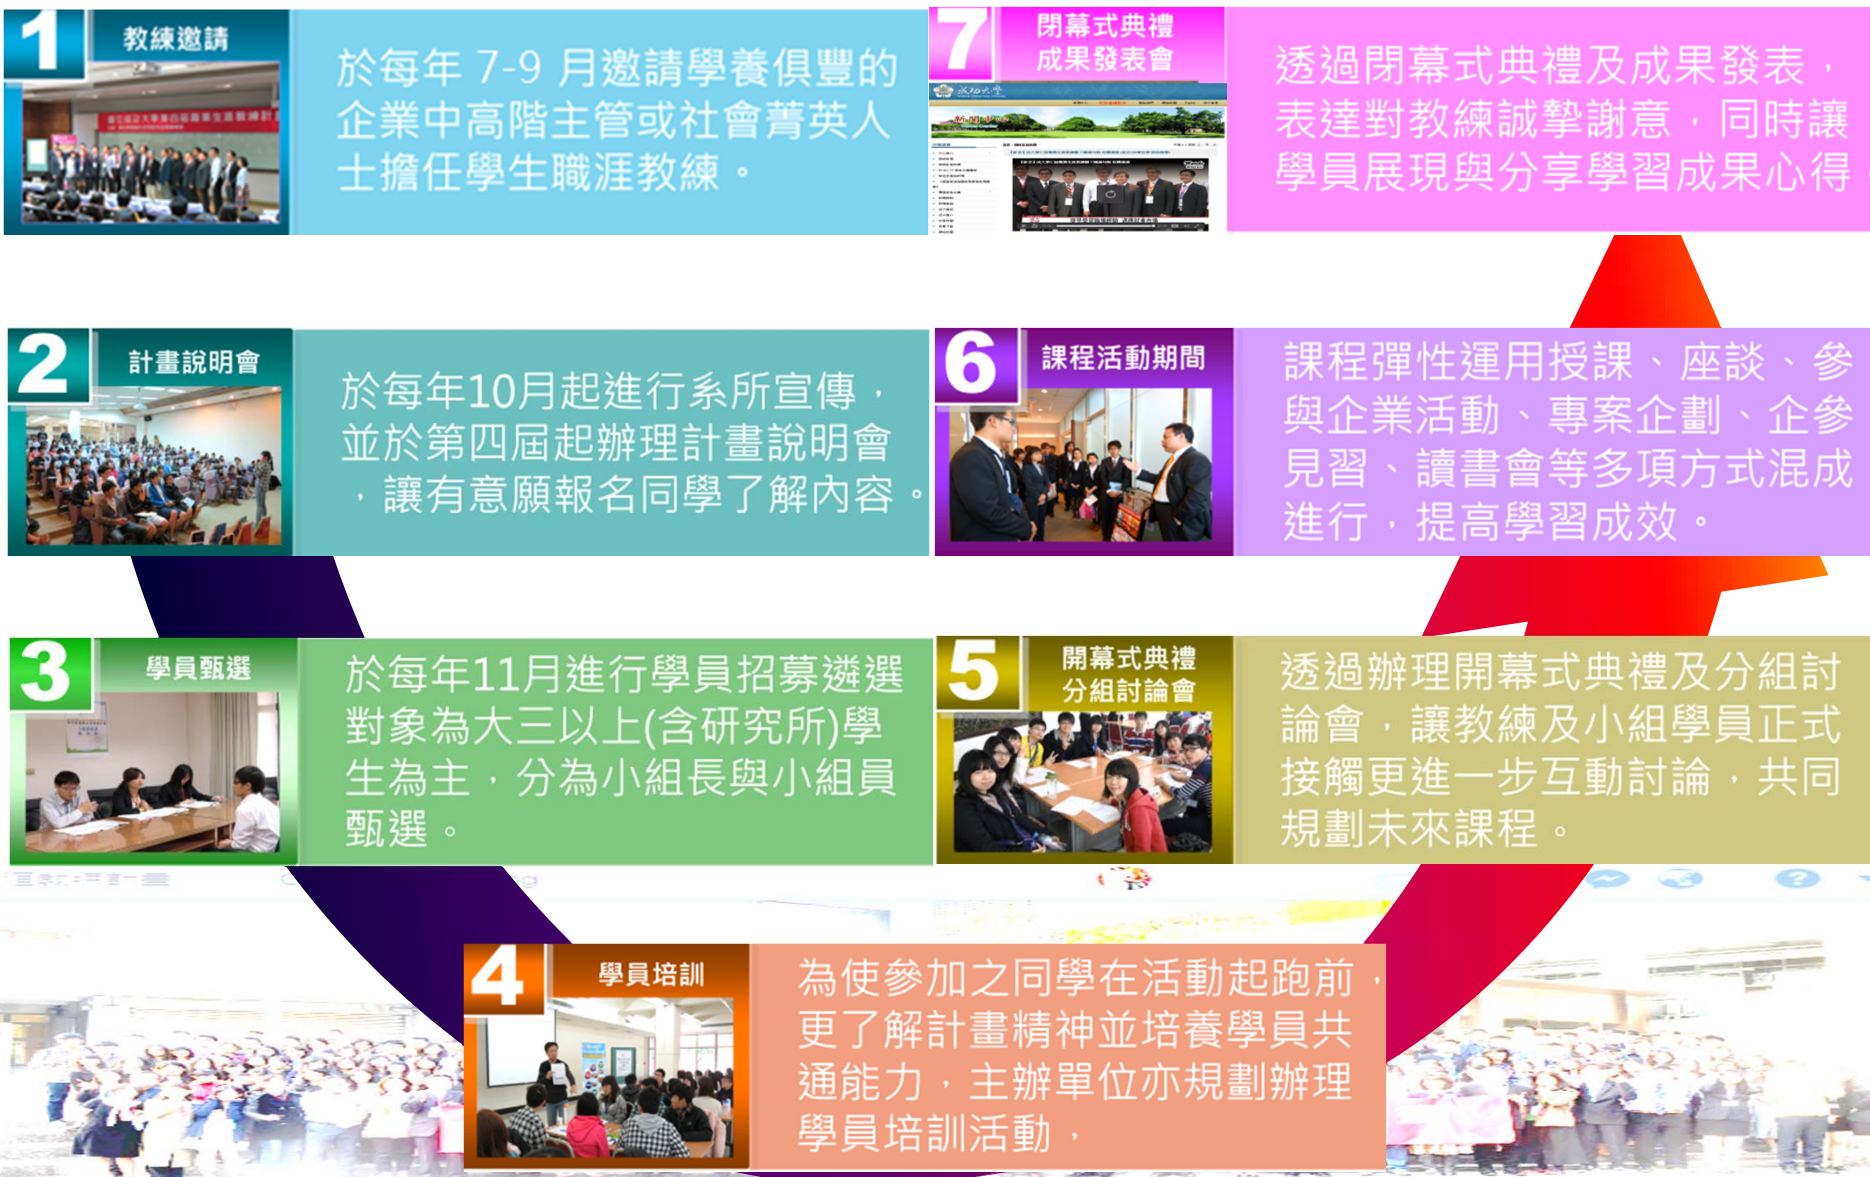 1
教練邀請
於每年 7-9 月邀請學養俱豐的
企業中高階主管或社會菁英人
士擔任學生職涯教練。
2
計畫說明會
於每年10月起進行系所宣傳，
並於第四屆起辦理計畫說明會
，讓有意願報名同學了解內容。
3
學員甄選
於每年11月進行學員招募遴選
對象為大三以上(含研究所)學
生為主，分為小組長與小組員
甄選。
4
學員培訓
為使參加之同學在活動起跑前，
更了解計畫精神並培養學員共
通能力，主辦單位亦規劃辦理
學員培訓活動，
5
開幕式典禮
分組討論會
透過辦理開幕式典禮及分組討
論會，讓教練及小組學員正式
接觸更進一步互動討論，共同
規劃未來課程。
6
課程活動期間
課程彈性運用授課、座談、參
與企業活動、專案企劃、企參
見習、讀書會等多項方式混成
進行，提高學習成效。
7
閉幕式典禮
成果發表會
成功大學
透過閉幕式典禮及成果發表，
表達對教練誠摯謝意，同時讓
學員展現與分享學習成果心得。